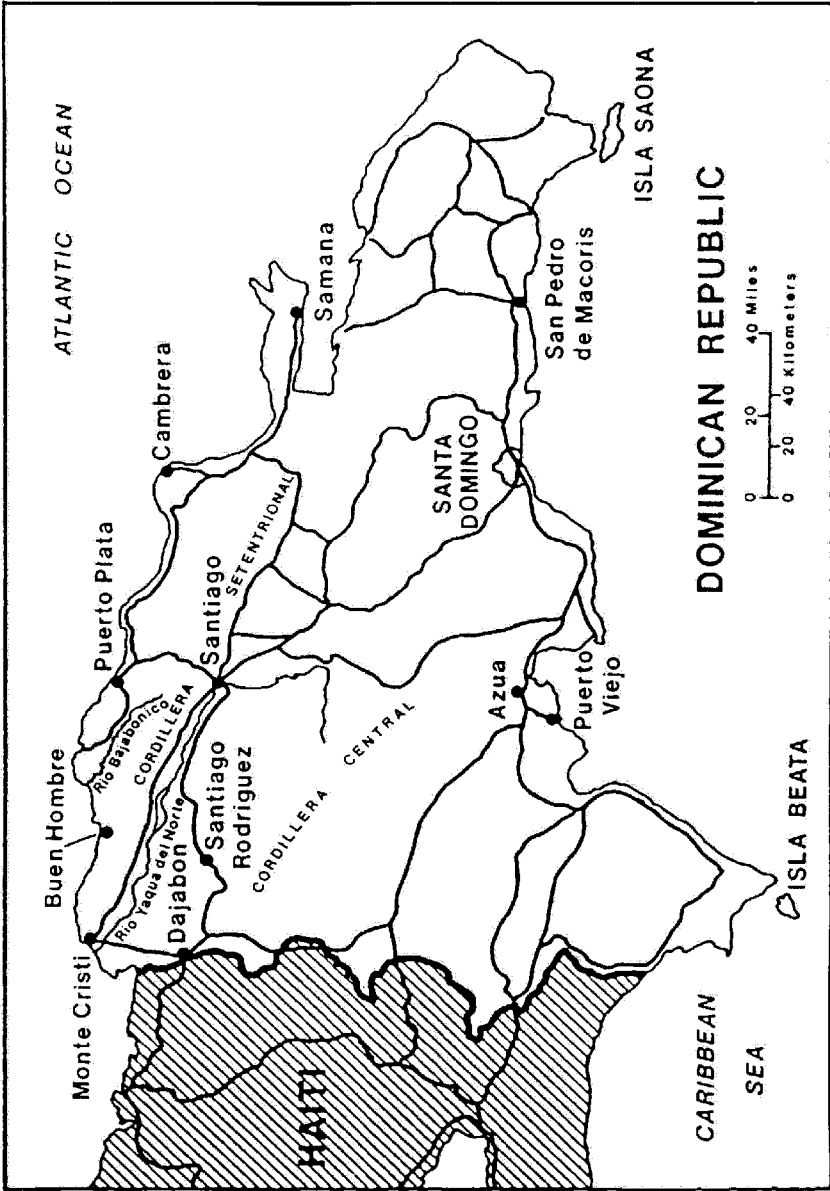 ATLANTIC OCEAN
Monte Cristi
Buen Hombre
Puerto Plata
Cambrera
Samana
Rio Bajabonico
CORDILLERA
SETENTRIONAL
Rio Yaqua del Norte
Dajabon
Santiago
Santiago
Rodriguez
CORDILLERA CENTRAL
HAITI
SANTA
DOMINGO
San Pedro
de Macoris
Azua
Puerto
Viejo
ISLA SAONA
ISLA BEATA
CARIBBEAN
SEA
DOMINICAN REPUBLIC
0 20 40 Miles
0 20 40 Kilometers